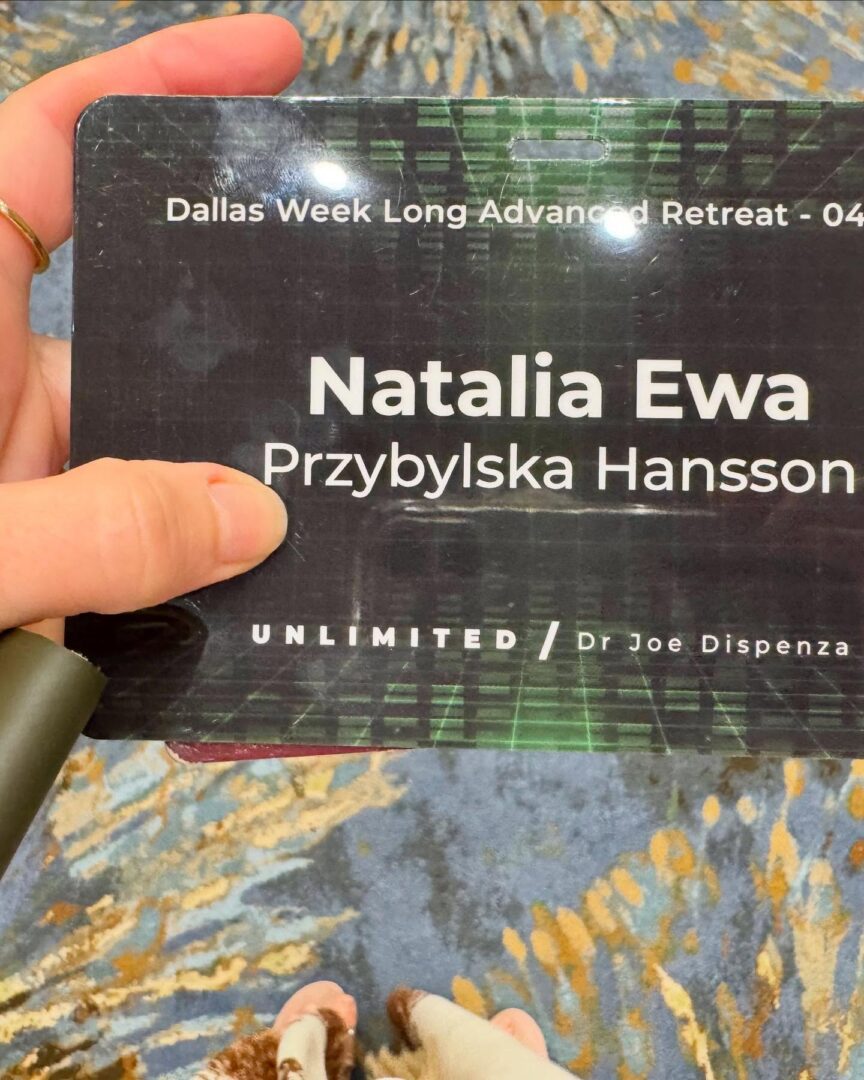 Dallas Week Long Advanced Retreat - 04
Natalia Ewa
Przybylska Hansson
UNLIMITED / Dr Joe Dispenza